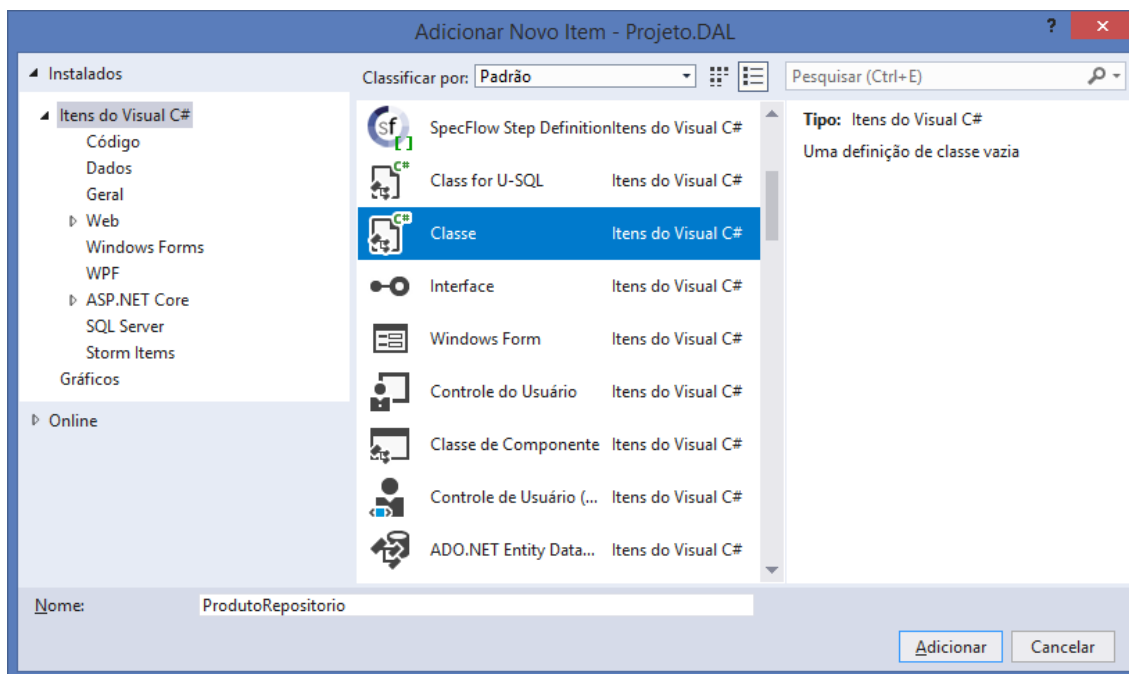 Adicionar Novo Item - Projeto.DAL
?
×
Instalados
Itens do Visual C#
Código
Dados
Geral
Web
Windows Forms
WPF
ASP.NET Core
SQL Server
Storm Items
Gráficos
Online
Classificar por: Padrão
Pesquisar (Ctrl+E)
SpecFlow Step Definition Itens do Visual C#
Class for U-SQL Itens do Visual C#
Classe Itens do Visual C#
Interface Itens do Visual C#
Windows Form Itens do Visual C#
Controle do Usuário Itens do Visual C#
Classe de Componente Itens do Visual C#
Controle de Usuário (... Itens do Visual C#
ADO.NET Entity Data... Itens do Visual C#
Tipo: Itens do Visual C#
Uma definição de classe vazia
Nome: ProdutoRepositorio
Adicionar Cancelar